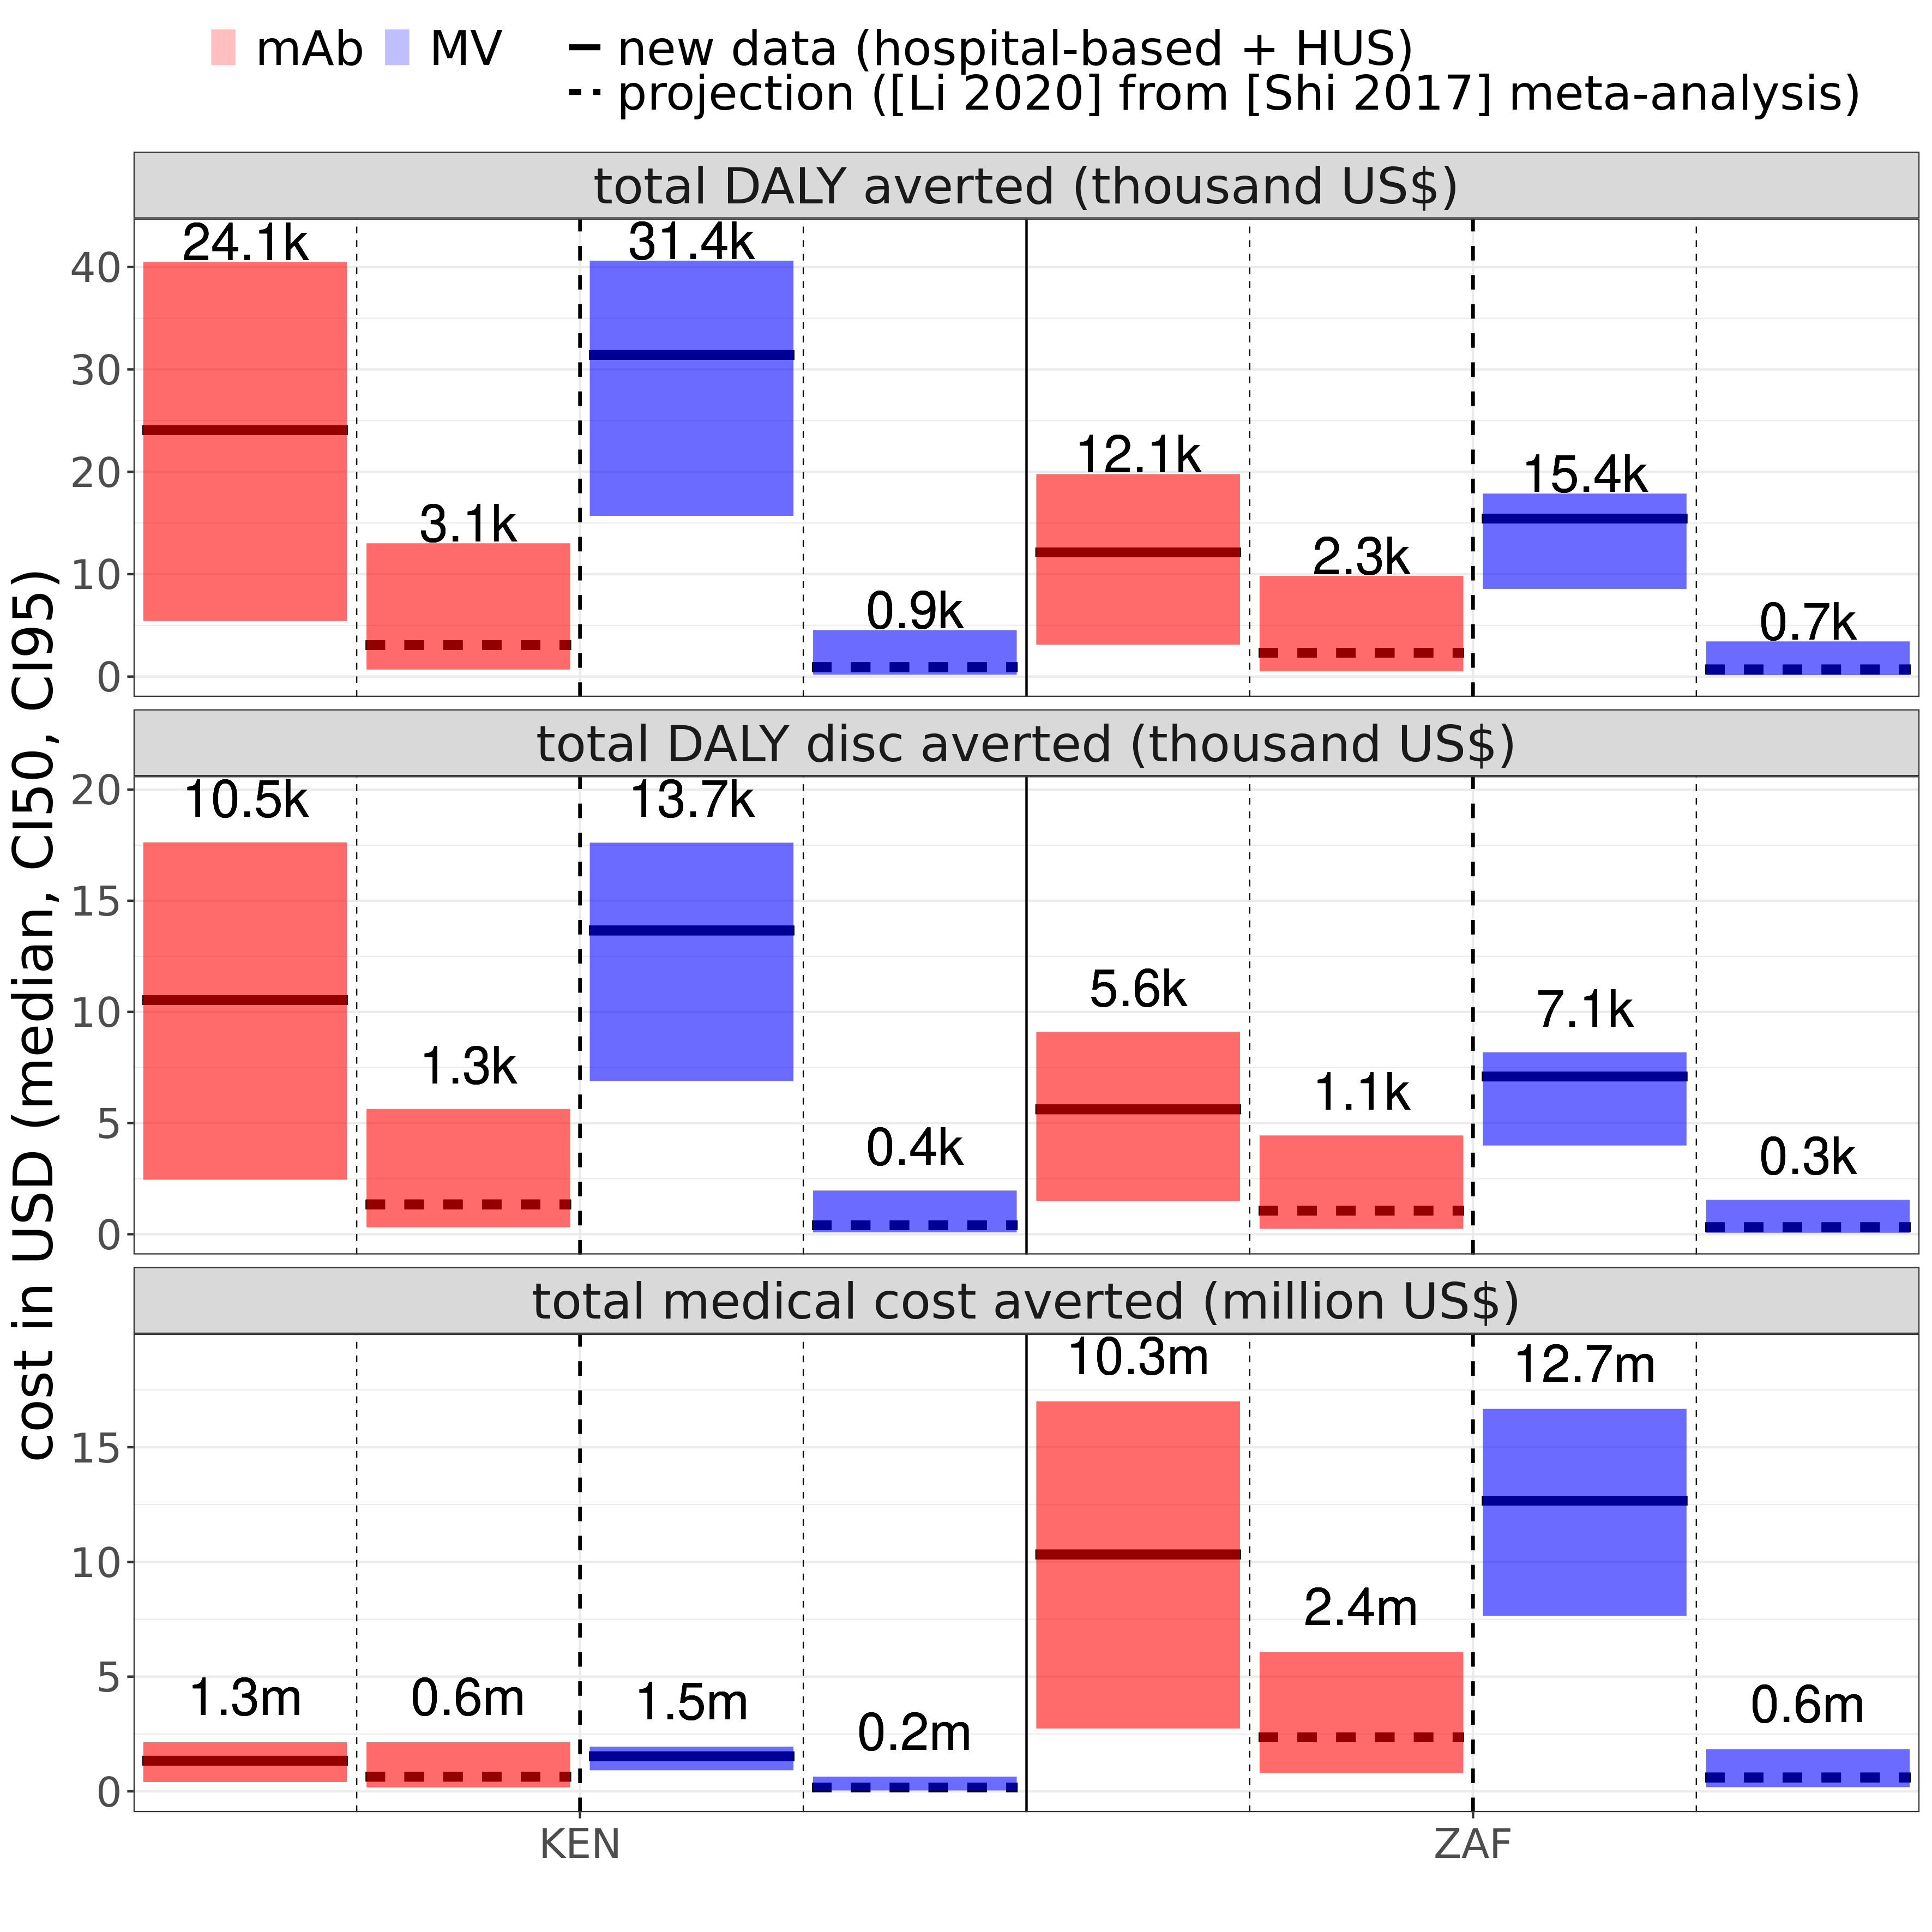 mAb MV new data (hospital-based + HUS)
projection ([Li 2020] from [Shi 2017] meta-analysis)
cost in USD (median, CI50, CI95)
total DALY averted (thousand US$)
24.1k 3.1k 31.4k 0.9k 12.1k 2.3k 15.4k 0.7k
40
30
20
10
0
total DALY disc averted (thousand US$)
10.5k 1.3k 13.7k 0.4k 5.6k 1.1k 7.1k 0.3k
20
15
10
5
0
total medical cost averted (million US$)
1.3m 0.6m 1.5m 0.2m 10.3m 2.4m 12.7m 0.6m
15
10
5
0
KEN ZAF